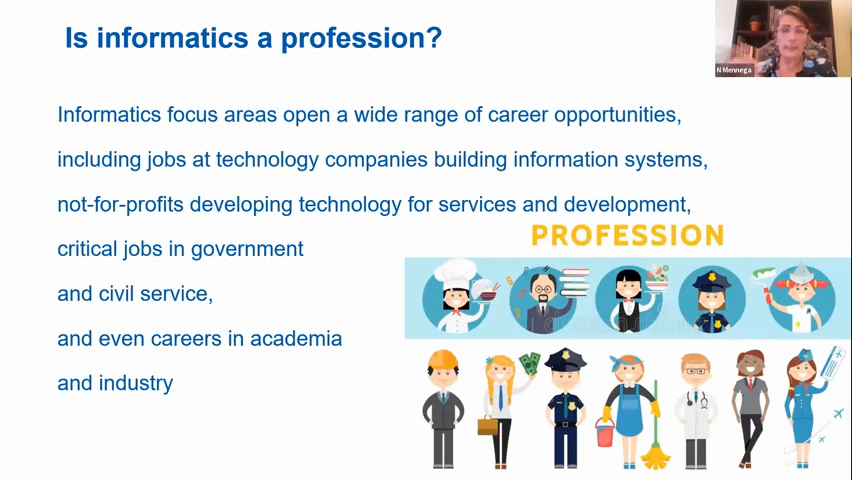 Is informatics a profession?
N Mennega
Informatics focus areas open a wide range of career opportunities,
including jobs at technology companies building information systems,
not-for-profits developing technology for services and development,
critical jobs in government
and civil service,
and even careers in academia
and industry
PROFESSION